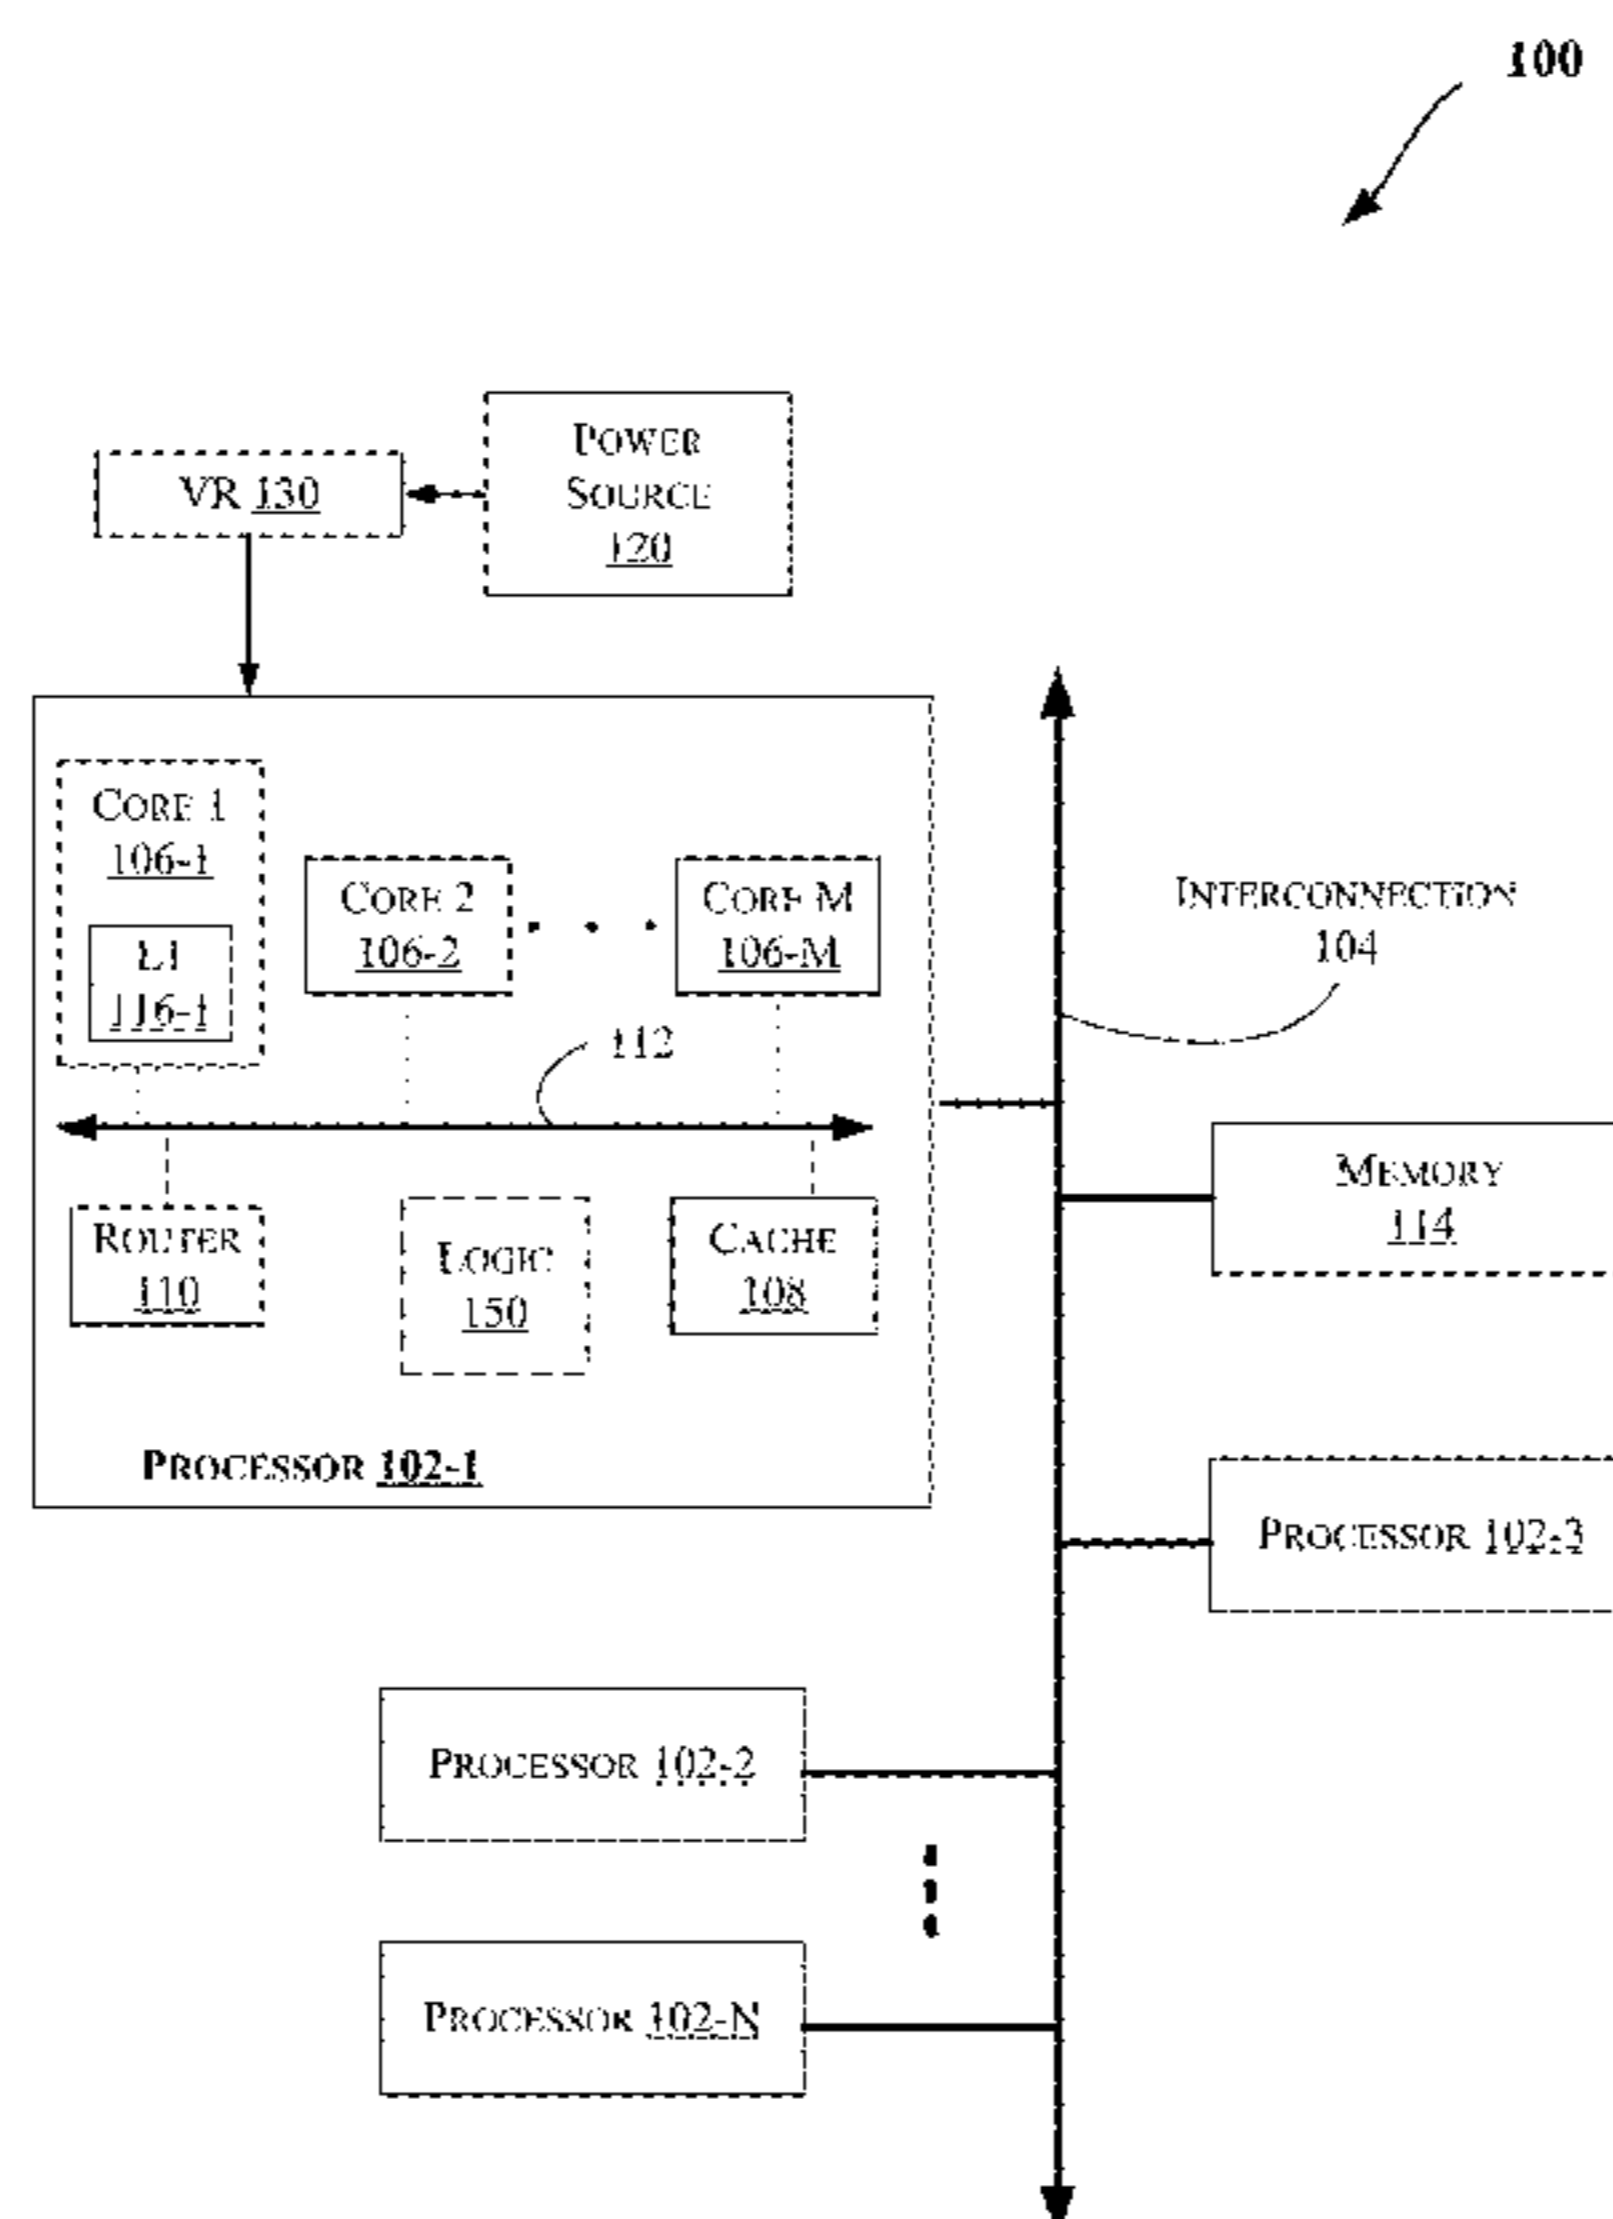 100
POWER
SOURCE
120
VR 130
CORE 1
106-1
L1
116-1
CORE 2
106-2
CORE M
106-M
112
ROUTER
110
LOGIC
150
CACHE
108
PROCESSOR 102-1
INTERCONNECTION
104
MEMORY
114
PROCESSOR 102-3
PROCESSOR 102-2
PROCESSOR 102-N